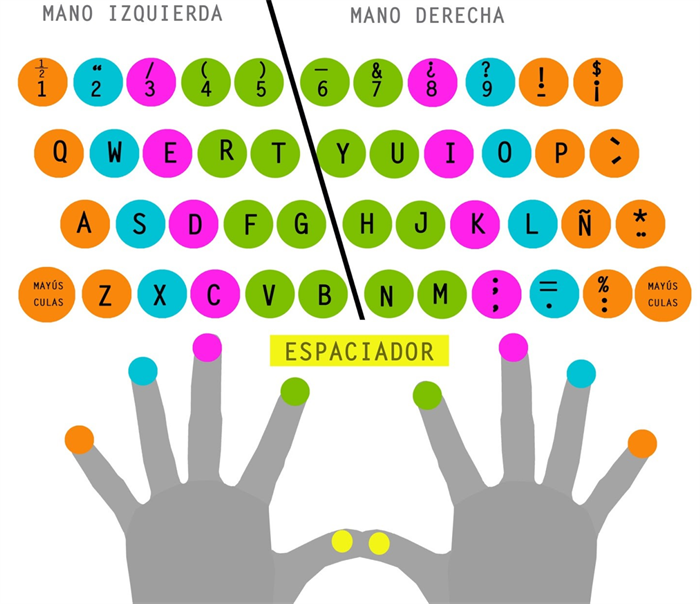 MANO IZQUIERDA MANO DERECHA
½ “ / ( ) — & ¿ ? ! $
1 2 3 4 5 6 7 8 9 - ¡
Q W E R T Y U I O P
A S D F G H J K L Ñ *
¨
MAYÚS Z X C V B N M ; = % MAYÚS
CULAS , . : CULAS
ESPACIADOR